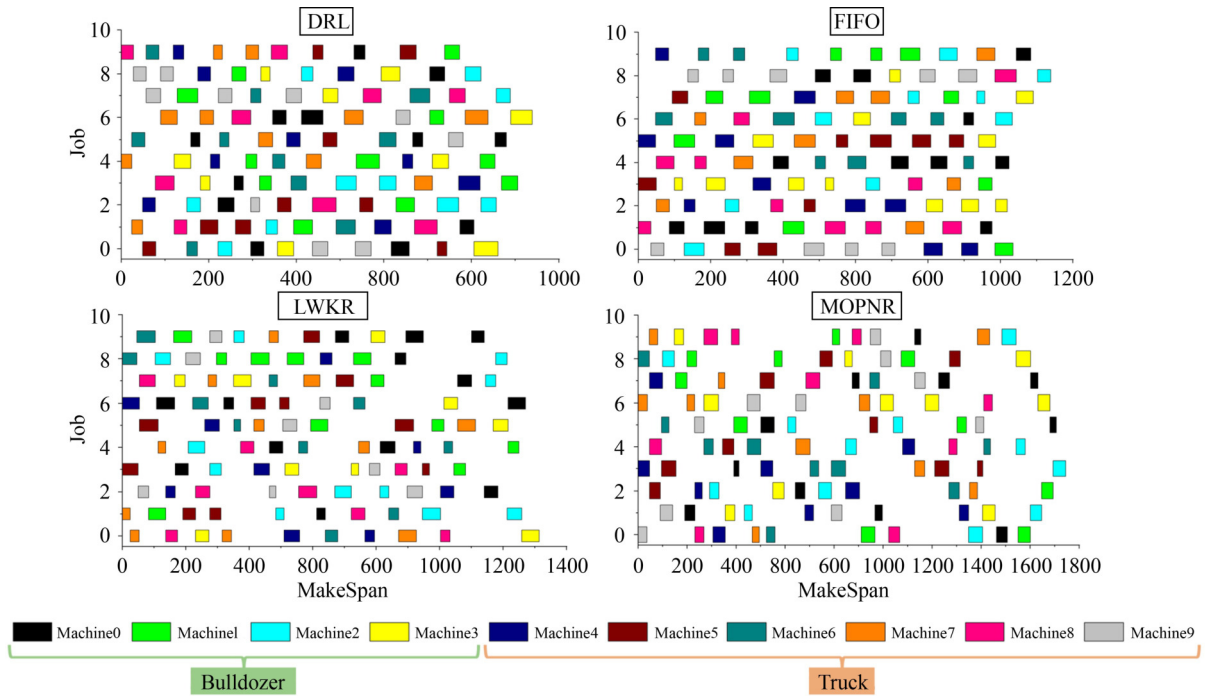 DRL
FIFO
10
8
6
4
2
0
Job
0 200 400 800 600 1000
10
8
6
4
2
0
0 200 400 800 600 1000 1200
LWKR
MOPNR
10
8
6
4
2
0
Job
0 200 400 800 600 1000 1200 1400
MakeSpan
10
8
6
4
2
0
0 200 400 800 600 1000 1200 1400 1600 1800
MakeSpan
Machine0 Machinel Machine2 Machine3 Machine4 Machine5 Machine6 Machine7 Machine8 Machine9
Bulldozer Truck